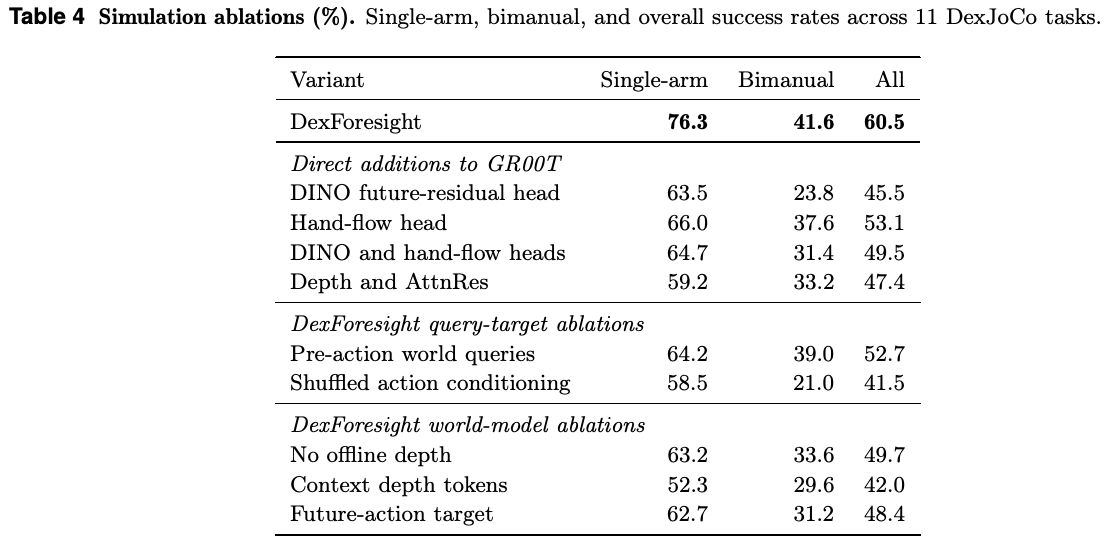 Table 4 Simulation ablations (%). Single-arm, bimanual, and overall success rates across 11 DexJoCo tasks.
Variant Single-arm Bimanual All
DexForesight 76.3 41.6 60.5
Direct additions to GR00T
DINO future-residual head 63.5 23.8 45.5
Hand-flow head 66.0 37.6 53.1
DINO and hand-flow heads 64.7 31.4 49.5
Depth and AttnRes 59.2 33.2 47.4
DexForesight query-target ablations
Pre-action world queries 64.2 39.0 52.7
Shuffled action conditioning 58.5 21.0 41.5
DexForesight world-model ablations
No offline depth 63.2 33.6 49.7
Context depth tokens 52.3 29.6 42.0
Future-action target 62.7 31.2 48.4